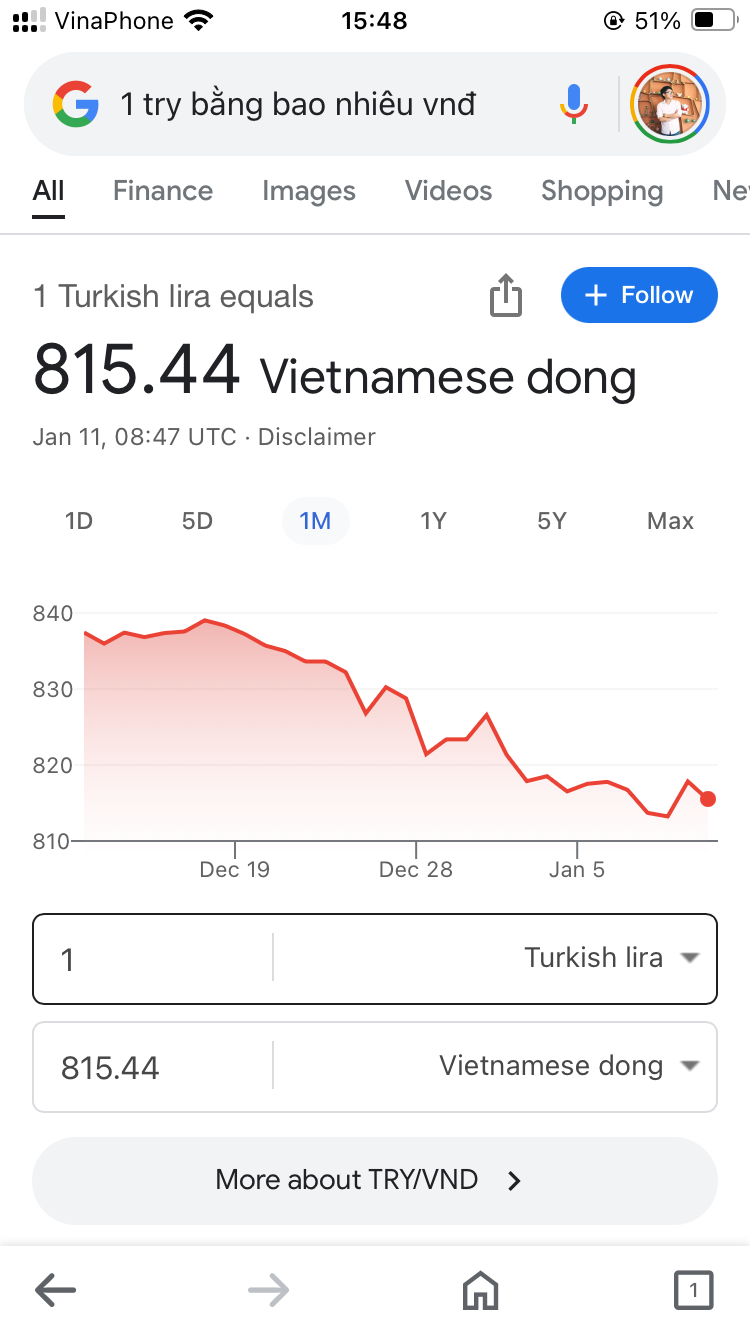 VinaPhone 15:48 51%
1 try bằng bao nhiêu vnđ
All Finance Images Videos Shopping Ne
1 Turkish lira equals
+ Follow
815.44 Vietnamese dong
Jan 11, 08:47 UTC · Disclaimer
1D 5D 1M 1Y 5Y Max
840
830
820
810
Dec 19 Dec 28 Jan 5
1 Turkish lira
815.44 Vietnamese dong
More about TRY/VND
1